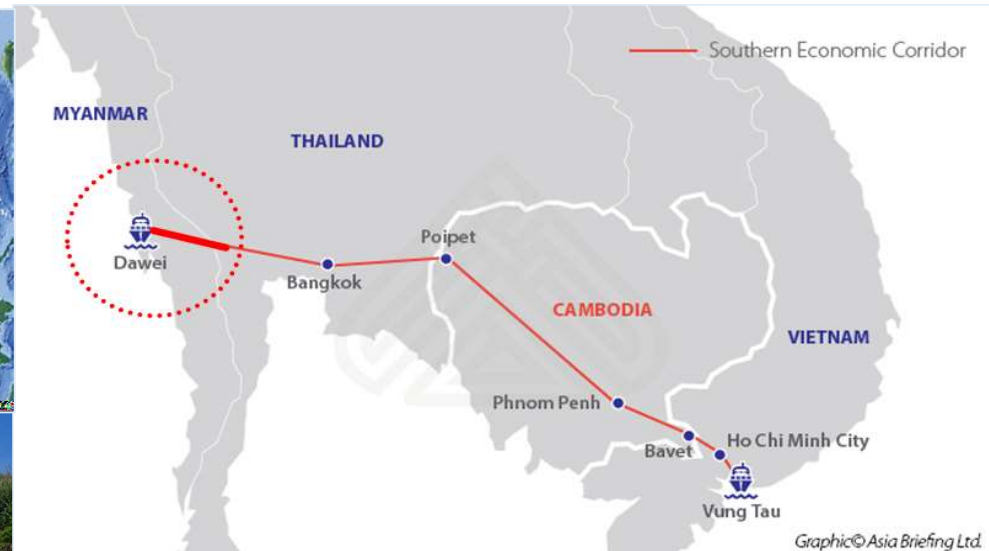 Southern Economic Corridor
MYANMAR
THAILAND
Dawei
Bangkok
Poipet
CAMBODIA
VIETNAM
Phnom Penh
Bavet
Ho Chi Minh City
Vung Tau
Graphic© Asia Briefing Ltd.